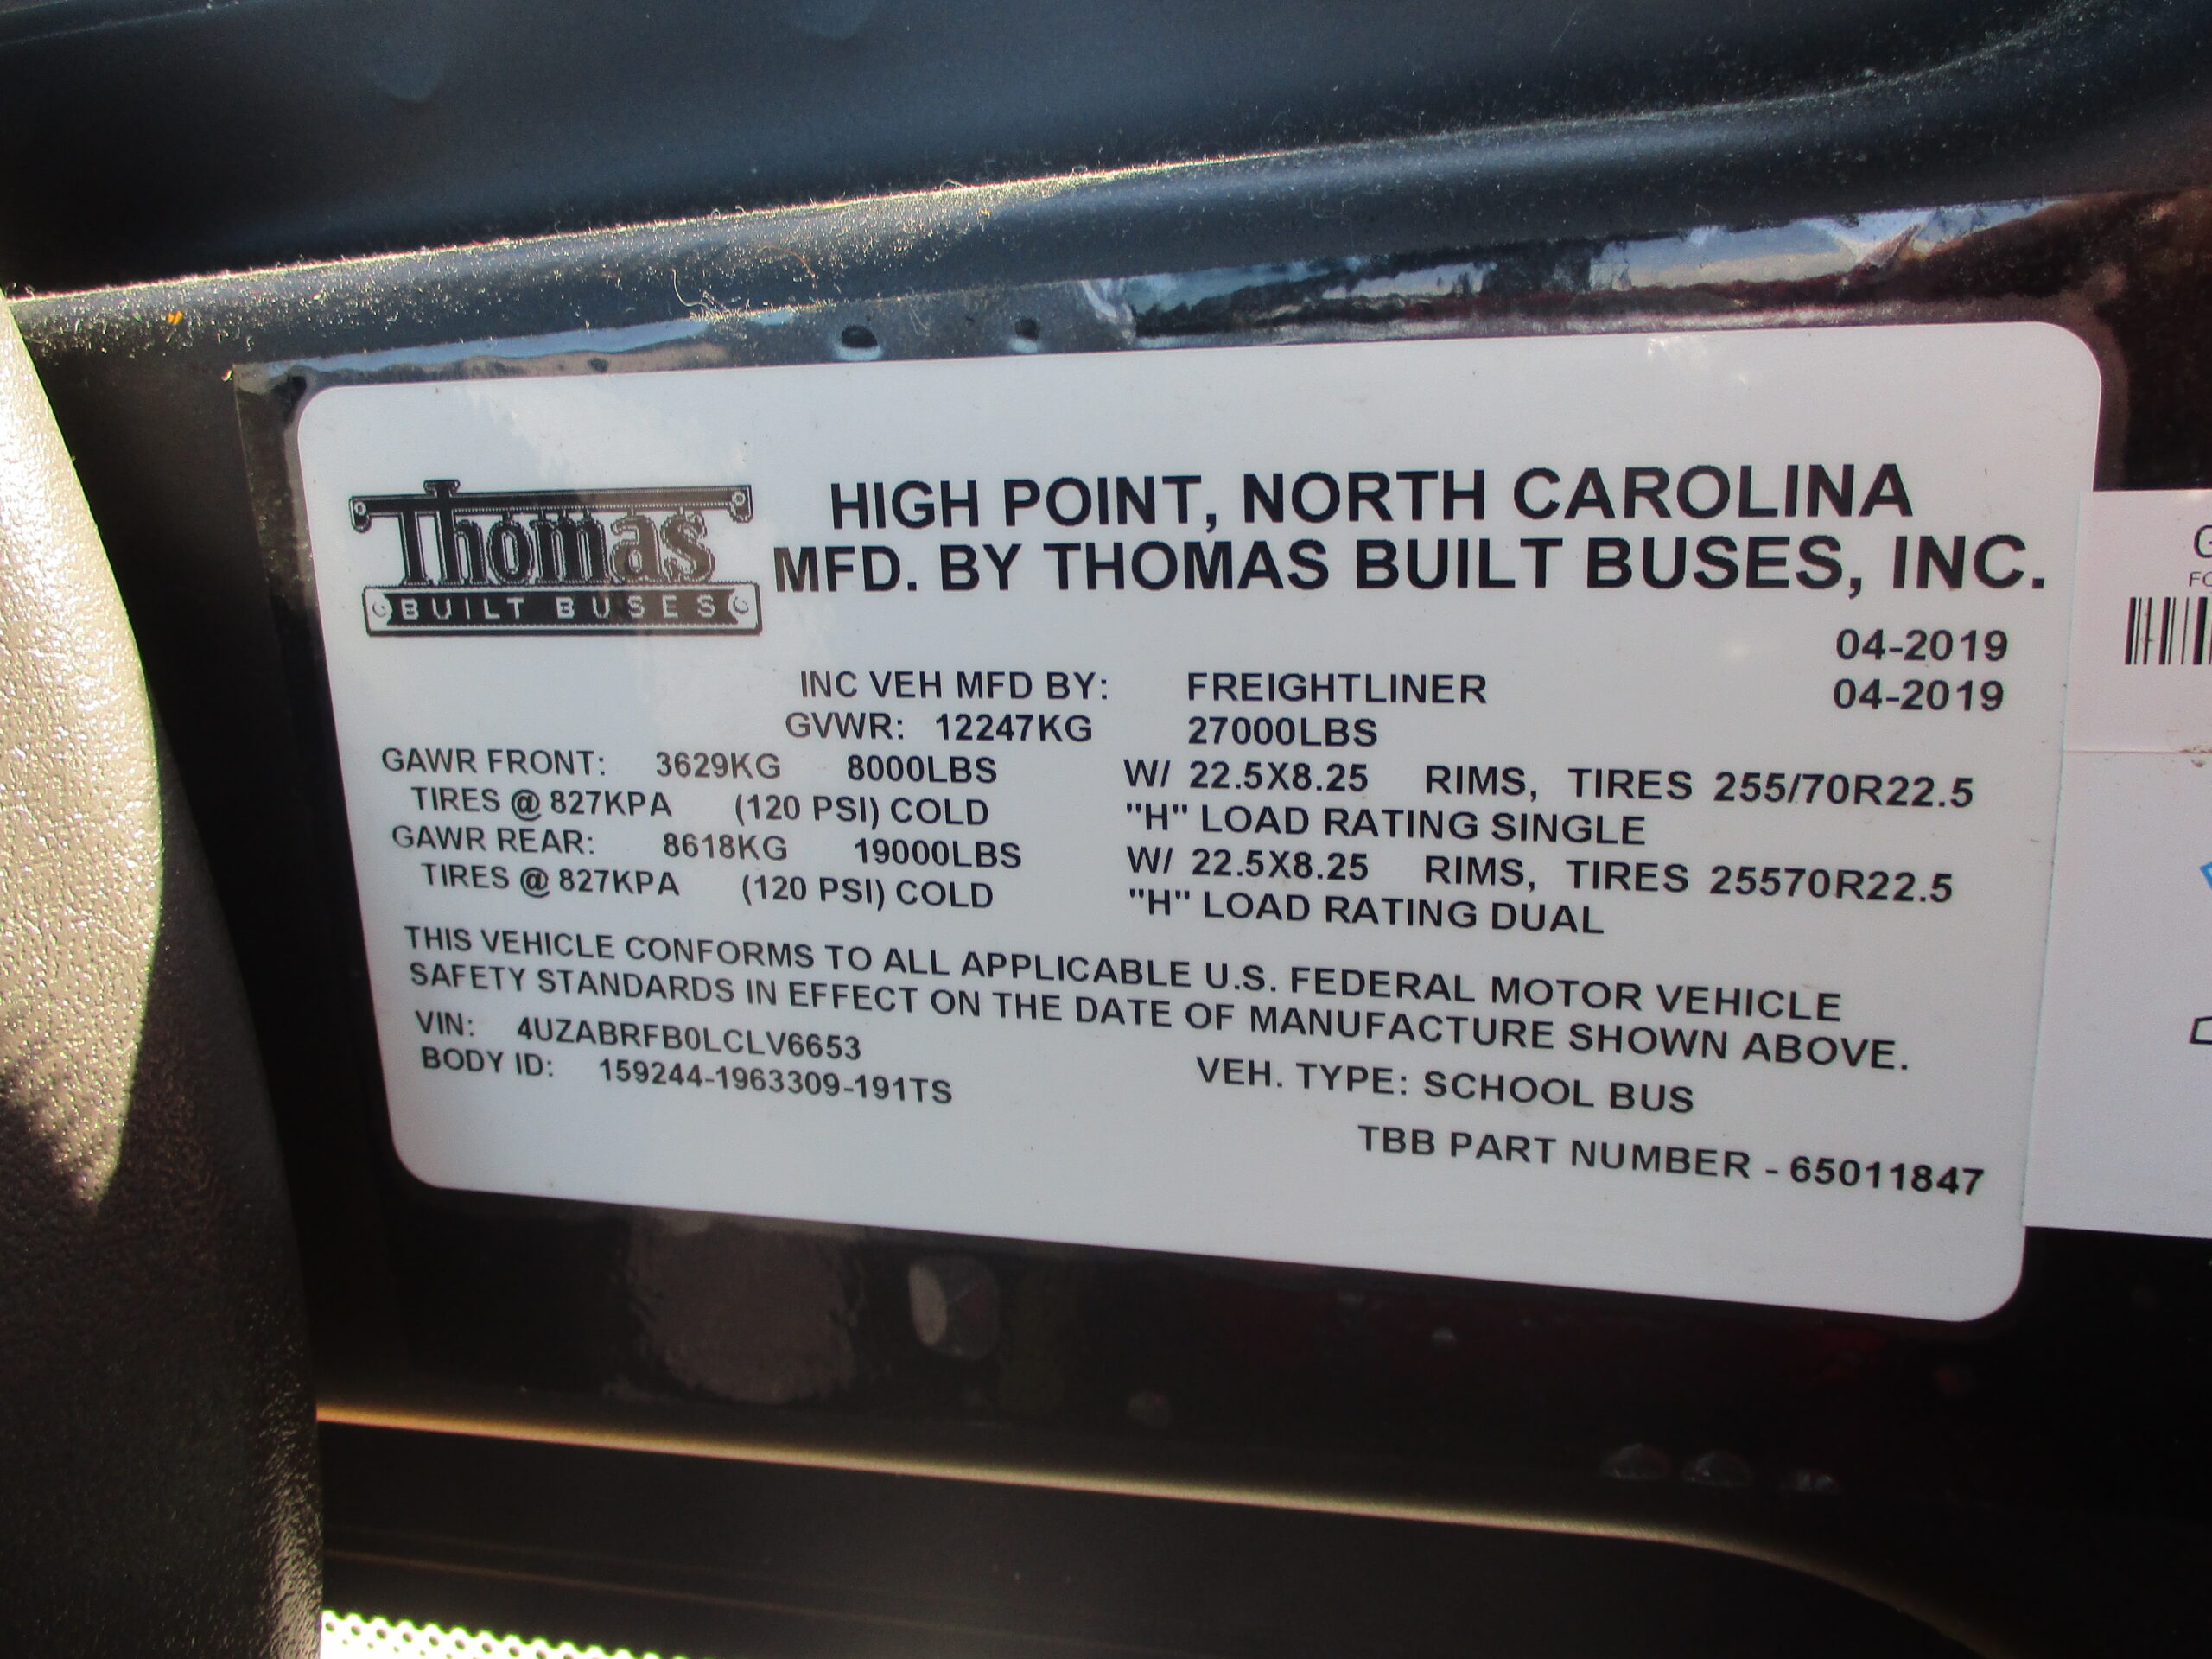 Thomas
BUILT BUSES
HIGH POINT, NORTH CAROLINA
MFD. BY THOMAS BUILT BUSES, INC.
04-2019
INC VEH MFD BY: FREIGHTLINER 04-2019
GVWR: 12247KG 27000LBS
GAWR FRONT: 3629KG 8000LBS W/ 22.5X8.25 RIMS, TIRES 255/70R22.5
TIRES @ 827KPA (120 PSI) COLD "H" LOAD RATING SINGLE
GAWR REAR: 8618KG 19000LBS W/ 22.5X8.25 RIMS, TIRES 25570R22.5
TIRES @ 827KPA (120 PSI) COLD "H" LOAD RATING DUAL
THIS VEHICLE CONFORMS TO ALL APPLICABLE U.S. FEDERAL MOTOR VEHICLE
SAFETY STANDARDS IN EFFECT ON THE DATE OF MANUFACTURE SHOWN ABOVE.
VIN: 4UZABRFB0LCLV6653
BODY ID: 159244-1963309-191TS VEH. TYPE: SCHOOL BUS
TBB PART NUMBER - 65011847